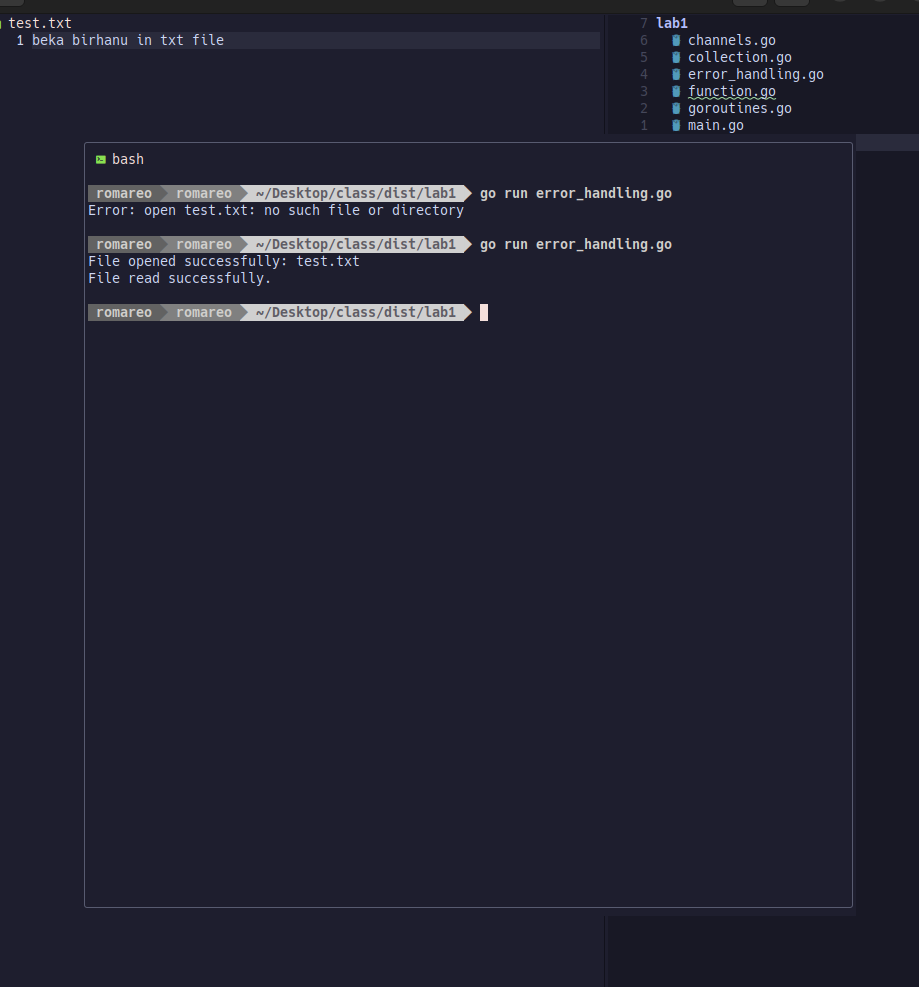 test.txt
1 beka birhanu in txt file
7 lab1
6 channels.go
5 collection.go
4 error_handling.go
3 function.go
2 goroutines.go
1 main.go
bash
romareo romareo ~/Desktop/class/dist/lab1 go run error_handling.go
Error: open test.txt: no such file or directory
romareo romareo ~/Desktop/class/dist/lab1 go run error_handling.go
File opened successfully: test.txt
File read successfully.
romareo romareo ~/Desktop/class/dist/lab1